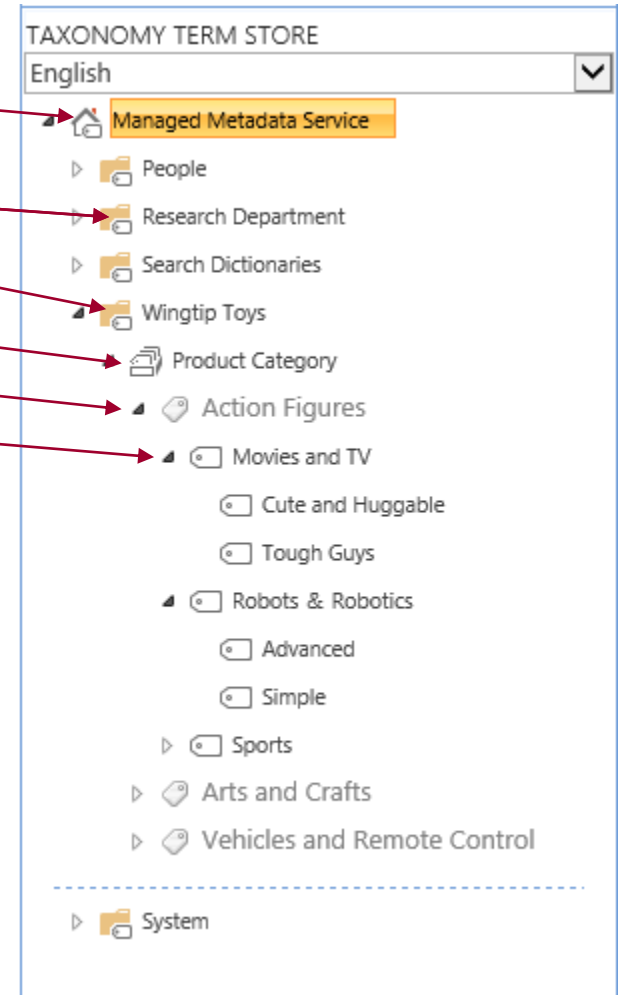 TAXONOMY TERM STORE
English
Managed Metadata Service
People
Research Department
Search Dictionaries
Wingtip Toys
Product Category
Action Figures
Movies and TV
Cute and Huggable
Tough Guys
Robots & Robotics
Advanced
Simple
Sports
Arts and Crafts
Vehicles and Remote Control
System